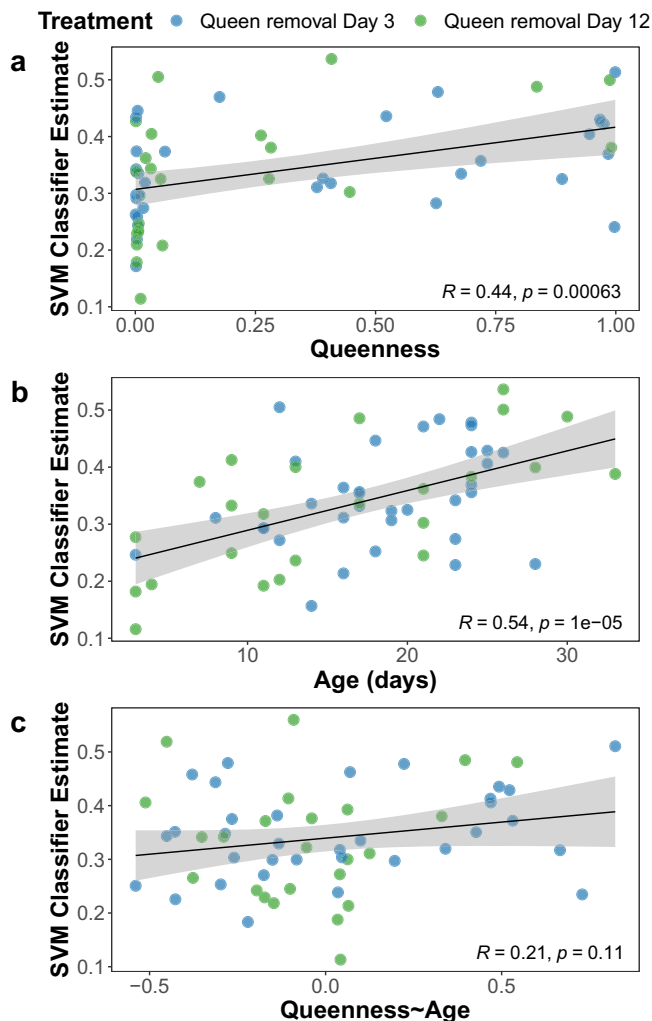 Treatment Queen removal Day 3 Queen removal Day 12
a
SVM Classifier Estimate
0.5
0.4
0.3
0.2
0.1
0.00 0.25 0.50 0.75 1.00
R = 0.44, p = 0.00063
Queenness
b
SVM Classifier Estimate
0.5
0.4
0.3
0.2
0.1
10 20 30
R = 0.54, p = 1e−05
Age (days)
c
SVM Classifier Estimate
0.5
0.4
0.3
0.2
0.1
−0.5 0.0 0.5
R = 0.21, p = 0.11
Queenness~Age